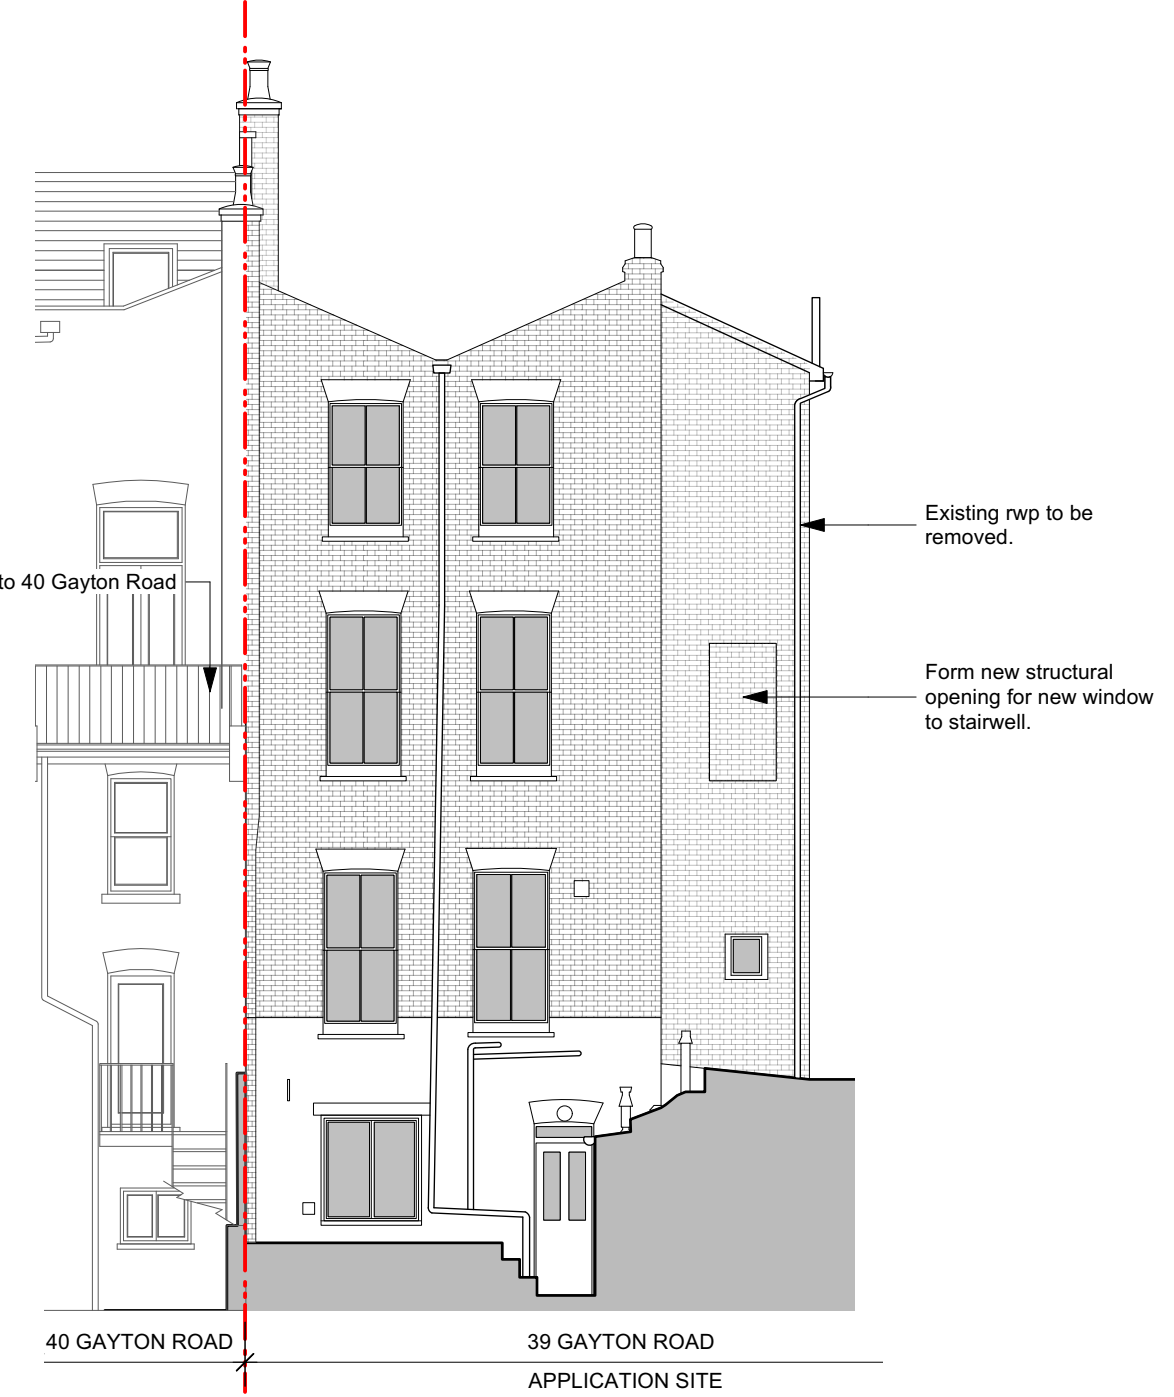 Existing rwp to be
removed.
to 40 Gayton Road
Form new structural
opening for new window
to stairwell.
40 GAYTON ROAD
39 GAYTON ROAD
APPLICATION SITE